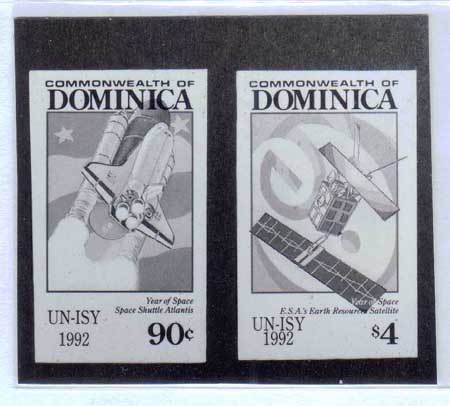 COMMONWEALTH OF
DOMINICA
Year of Space
Space Shuttle Atlantis
UN-ISY
1992
90¢
COMMONWEALTH OF
DOMINICA
Year of Space
E.S.A.'s Earth Resources Satellite
UN-ISY
1992
$4